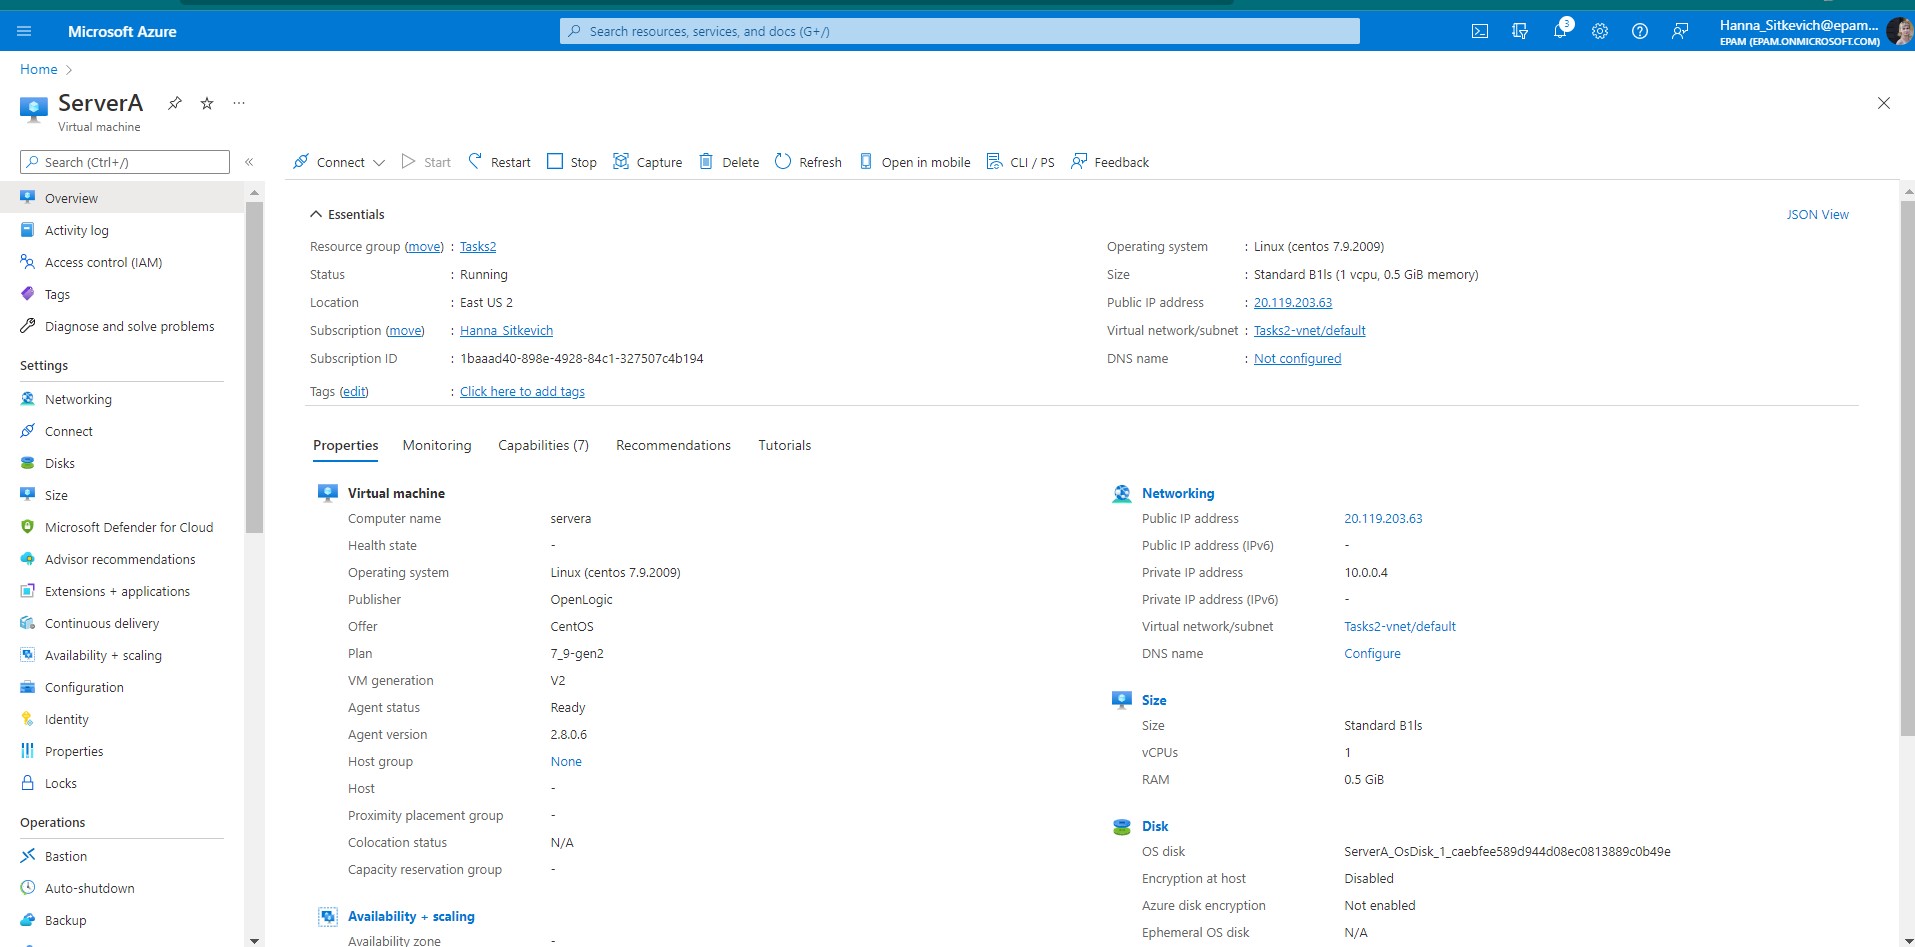 Microsoft Azure
Search resources, services, and docs (G+/)
3
Hanna_Sitkevich@epam...
EPAM (EPAM.ONMICROSOFT.COM)
Home
ServerA
Virtual machine
Search (Ctrl+/)
Connect
Start
Restart
Stop
Capture
Delete
Refresh
Open in mobile
CLI / PS
Feedback
Overview
Activity log
Access control (IAM)
Tags
Diagnose and solve problems
Settings
Networking
Connect
Disks
Size
Microsoft Defender for Cloud
Advisor recommendations
Extensions + applications
Continuous delivery
Availability + scaling
Configuration
Identity
Properties
Locks
Operations
Bastion
Auto-shutdown
Backup
Essentials
JSON View
Resource group (move) : Tasks2
Status : Running
Location : East US 2
Subscription (move) : Hanna_Sitkevich
Subscription ID : 1baaad40-898e-4928-84c1-327507c4b194
Tags (edit) : Click here to add tags
Operating system : Linux (centos 7.9.2009)
Size : Standard B1ls (1 vcpu, 0.5 GiB memory)
Public IP address : 20.119.203.63
Virtual network/subnet : Tasks2-vnet/default
DNS name : Not configured
Properties
Monitoring
Capabilities (7)
Recommendations
Tutorials
Virtual machine
Computer name servera
Health state -
Operating system Linux (centos 7.9.2009)
Publisher OpenLogic
Offer CentOS
Plan 7_9-gen2
VM generation V2
Agent status Ready
Agent version 2.8.0.6
Host group None
Host -
Proximity placement group -
Colocation status N/A
Capacity reservation group -
Availability + scaling
Availability zone -
Networking
Public IP address 20.119.203.63
Public IP address (IPv6) -
Private IP address 10.0.0.4
Private IP address (IPv6) -
Virtual network/subnet Tasks2-vnet/default
DNS name Configure
Size
Size Standard B1ls
vCPUs 1
RAM 0.5 GiB
Disk
OS disk ServerA_OsDisk_1_caebfee589d944d08ec0813889c0b49e
Encryption at host Disabled
Azure disk encryption Not enabled
Ephemeral OS disk N/A